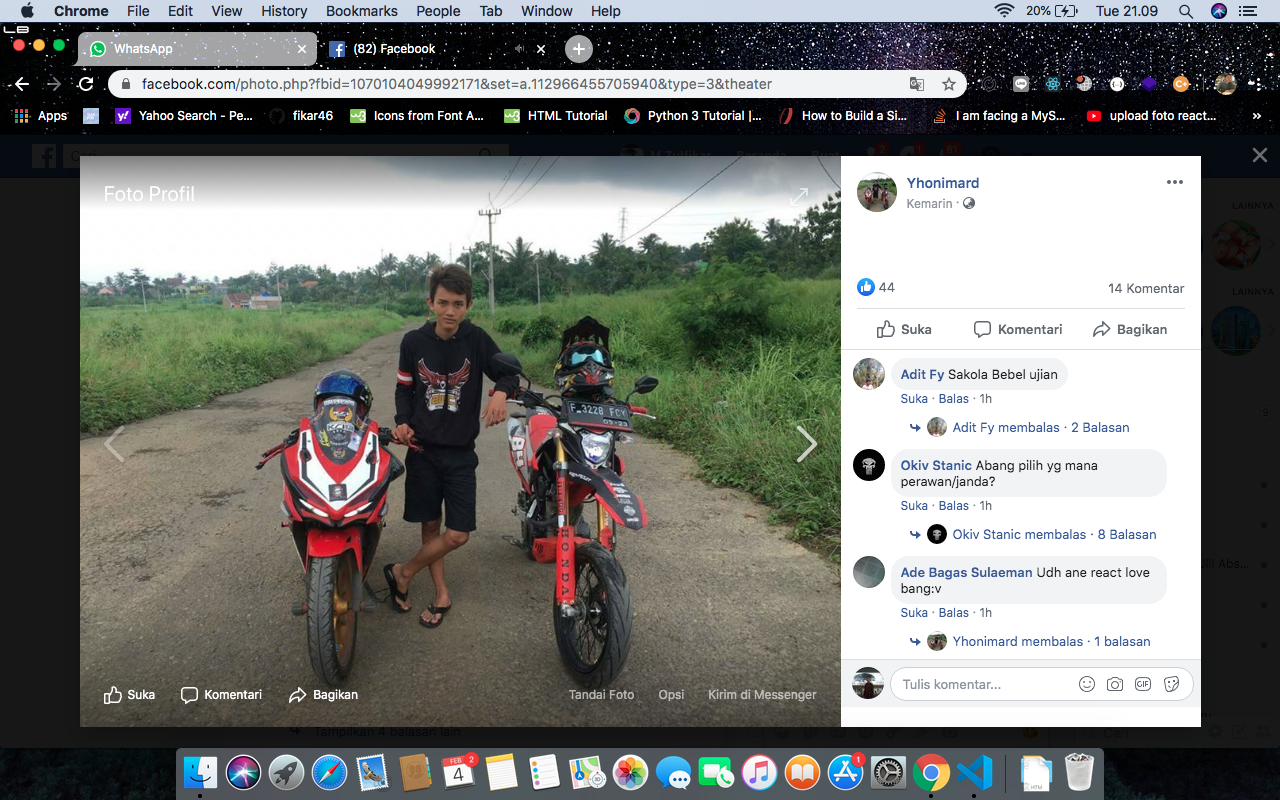 Chrome File Edit View History Bookmarks People Tab Window Help
20% Tue 21.09
WhatsApp
(82) Facebook
facebook.com/photo.php?fbid=1070104049992171&set=a.112966455705940&type=3&theater
Apps
Yahoo Search - Pe...
fikar46
Icons from Font A...
HTML Tutorial
Python 3 Tutorial |...
How to Build a Si...
I am facing a MyS...
upload foto react...
»
Foto Profil
F 3228 FCY
HONDA
Suka Komentari Bagikan
Tandai Foto Opsi Kirim di Messenger
Yhonimard
Kemarin ·
44
14 Komentar
Suka Komentari Bagikan
Adit Fy Sakola Bebel ujian
Suka · Balas · 1h
Adit Fy membalas · 2 Balasan
Okiv Stanic Abang pilih yg mana
perawan/janda?
Suka · Balas · 1h
Okiv Stanic membalas · 8 Balasan
Ade Bagas Sulaeman Udh ane react love
bang:v
Suka · Balas · 1h
Yhonimard membalas · 1 balasan
Tulis komentar...
GIF
LAINNYA
LAINNYA
Tampilkan 4 balasan lain
Cari
FEB
4
2
1